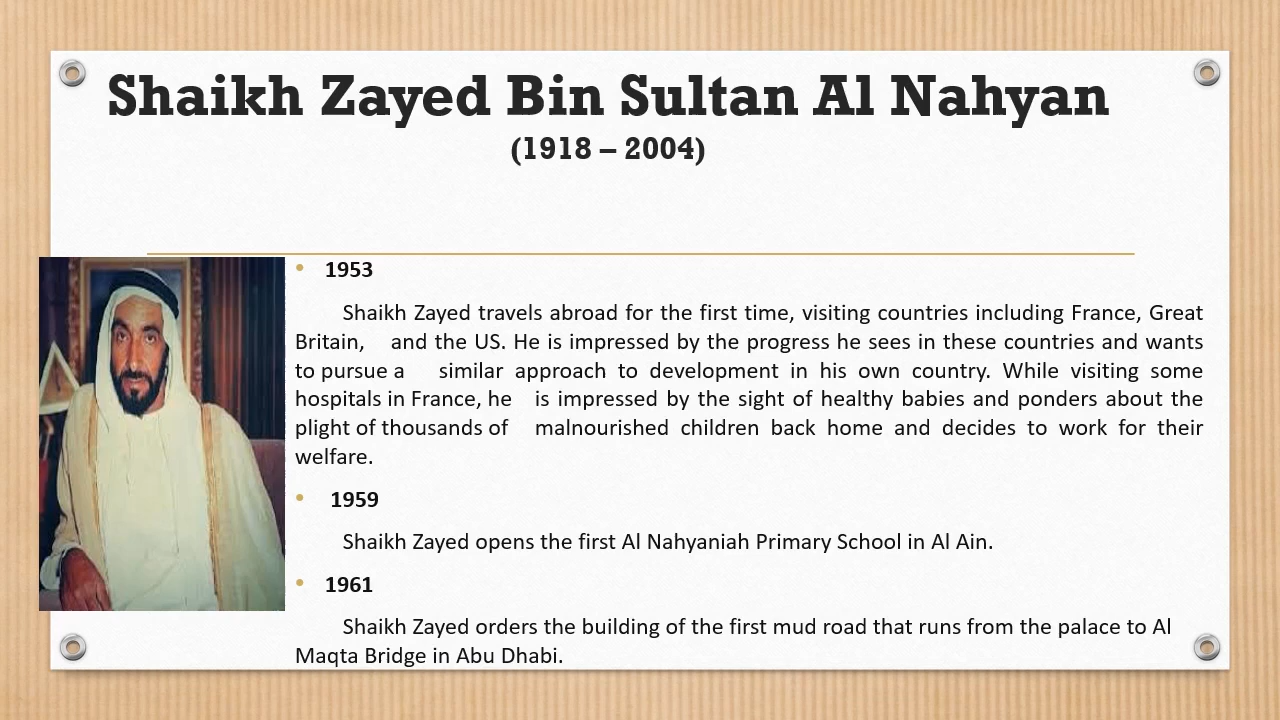 Shaikh Zayed Bin Sultan Al Nahyan
(1918 – 2004)
• 1953
Shaikh Zayed travels abroad for the first time, visiting countries including France, Great
Britain, and the US. He is impressed by the progress he sees in these countries and wants
to pursue a similar approach to development in his own country. While visiting some
hospitals in France, he is impressed by the sight of healthy babies and ponders about the
plight of thousands of malnourished children back home and decides to work for their
welfare.
• 1959
Shaikh Zayed opens the first Al Nahyaniah Primary School in Al Ain.
• 1961
Shaikh Zayed orders the building of the first mud road that runs from the palace to Al
Maqta Bridge in Abu Dhabi.